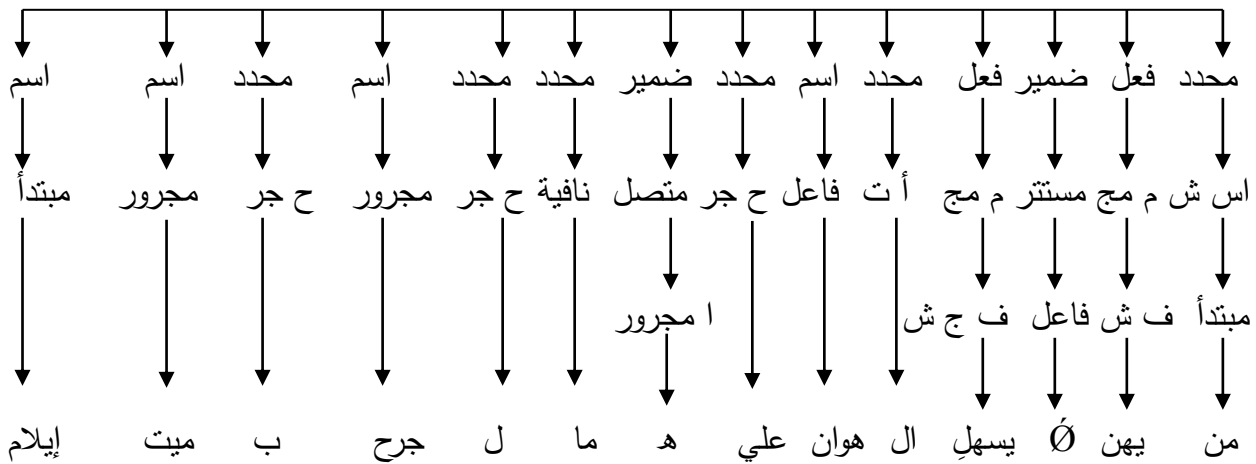 محدد فعل ضمير فعل محدد اسم محدد ضمير محدد محدد اسم محدد اسم اسم
اس ش م مج مستتر م مج أ ت فاعل ح جر متصل نافية ح جر مجرور ح جر مجرور مبتدأ
مبتدأ ف ش فاعل ف ج ش ا مجرور
من يهن Ǿ يسهلِ ال هوان علي ه ما ل جرح ب ميت إيلام